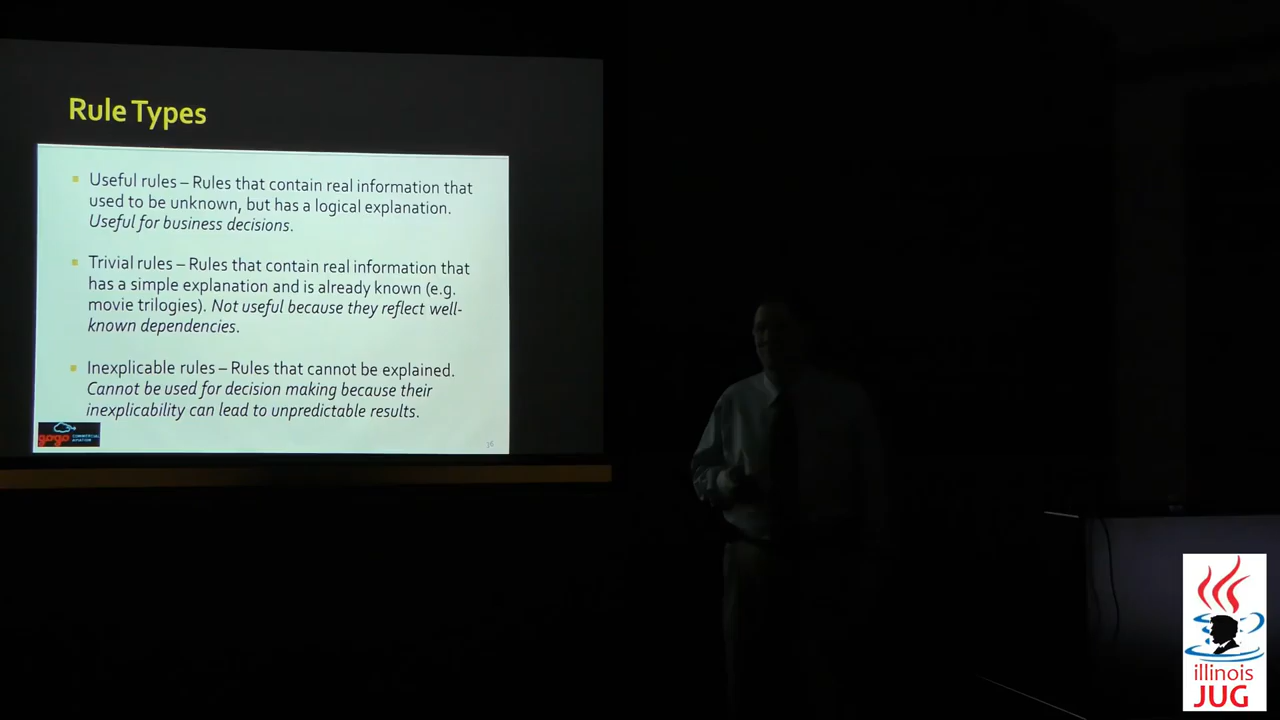 Rule Types
Useful rules – Rules that contain real information that
used to be unknown, but has a logical explanation.
Useful for business decisions.
Trivial rules – Rules that contain real information that
has a simple explanation and is already known (e.g.
movie trilogies). Not useful because they reflect well-
known dependencies.
Inexplicable rules – Rules that cannot be explained.
Cannot be used for decision making because their
inexplicability can lead to unpredictable results.
gogo
COMMERCIAL
AVIATION
16
illinois
JUG